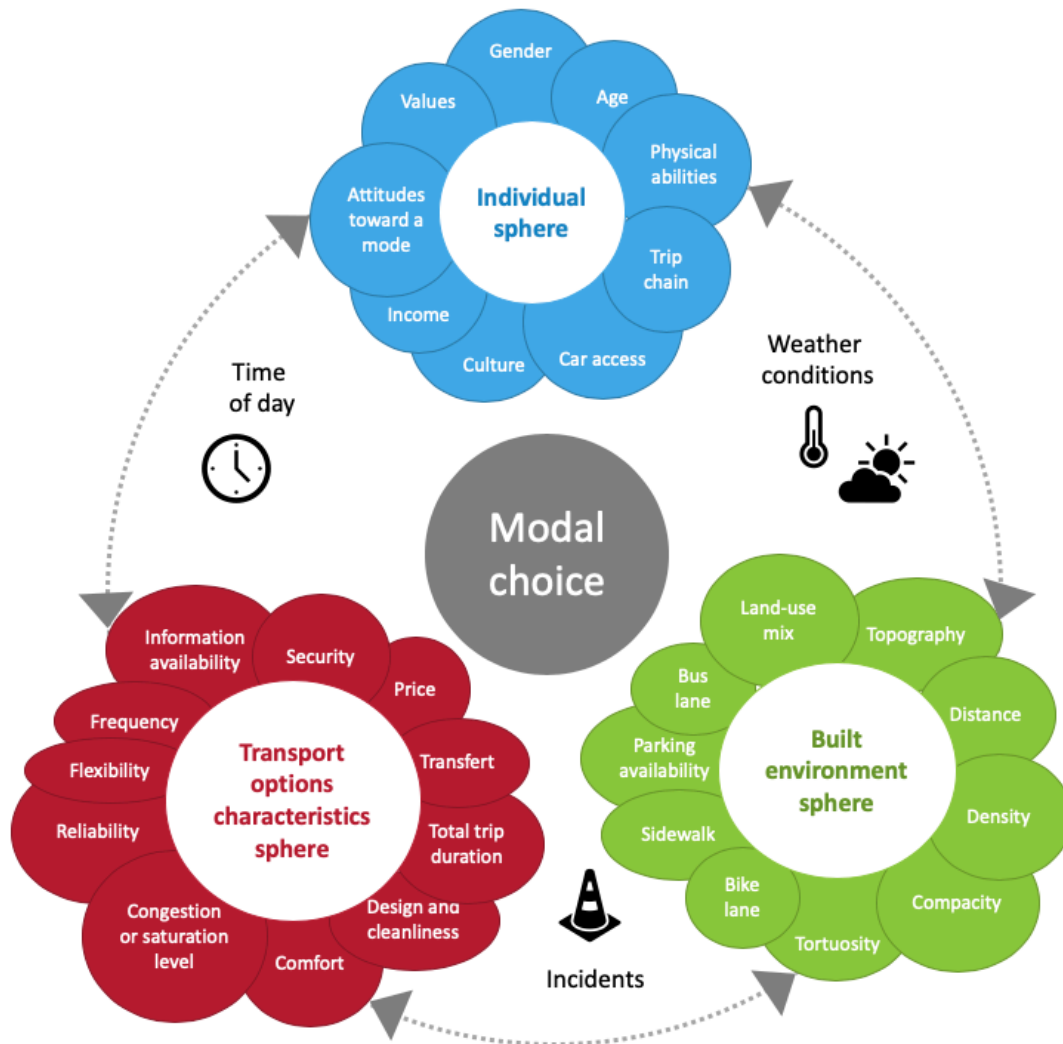 Gender
Age
Values
Physical
abilities
Attitudes
toward a
mode
Individual
sphere
Trip
chain
Income
Culture
Car access
Time
of day
Weather
conditions
Modal
choice
Information
availability
Security
Price
Frequency
Transfert
Flexibility
Transport
options
characteristics
sphere
Reliability
Total trip
duration
Congestion
or saturation
level
Design and
cleanliness
Comfort
Incidents
Land-use
mix
Topography
Bus
lane
Distance
Parking
availability
Built
environment
sphere
Sidewalk
Density
Bike
lane
Compacity
Tortuosity